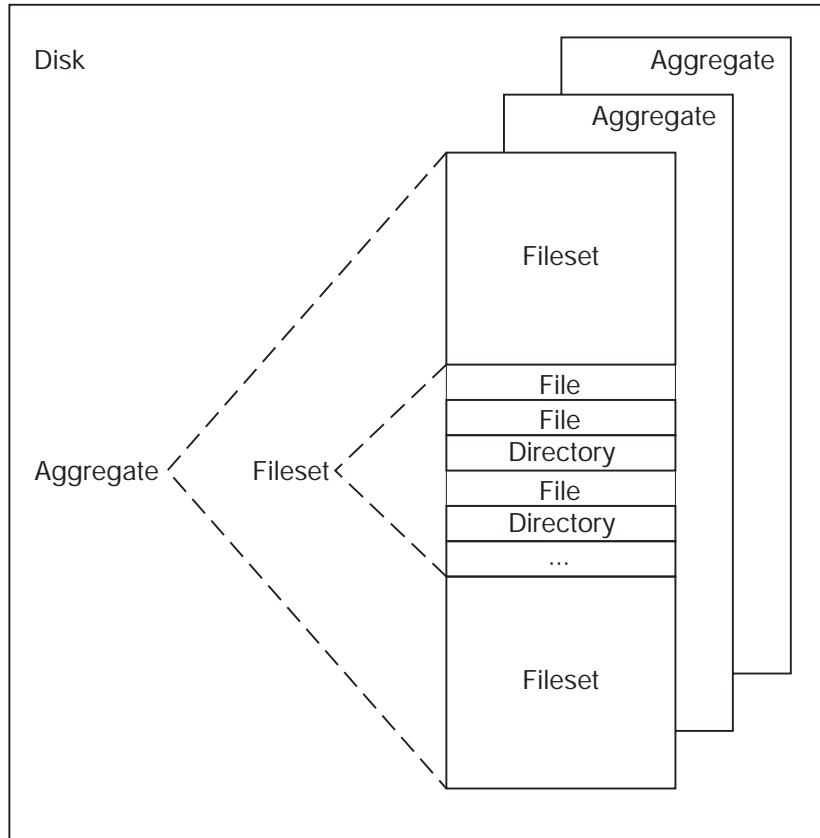 Disk
Aggregate
Aggregate
Fileset
File
File
Directory
Aggregate
Fileset
File
Directory
...
Fileset